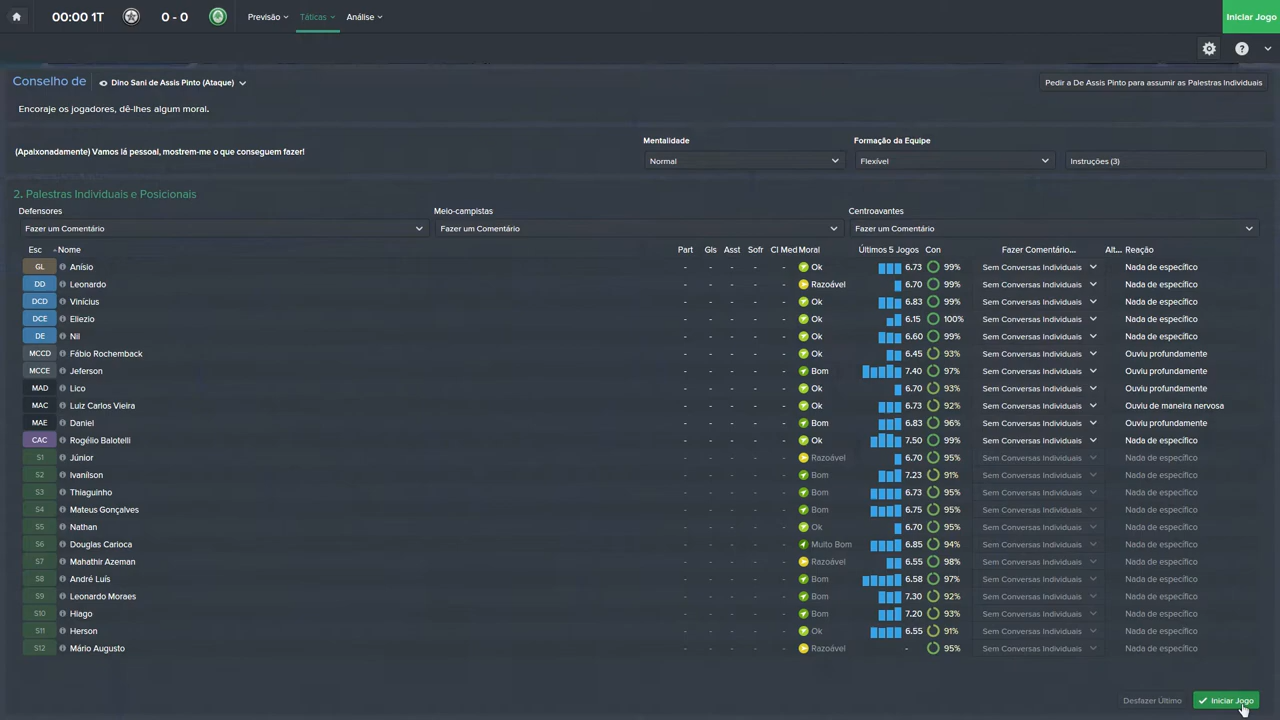 00:00 1T 0 - 0 Previsão Táticas Análise Iniciar Jogo
?
Conselho de Dino Sani de Assis Pinto (Ataque) Pedir a De Assis Pinto para assumir as Palestras Individuais
Encoraje os jogadores, dê-lhes algum moral.
Mentalidade Formação da Equipe
(Apaixonadamente) Vamos lá pessoal, mostrem-me o que conseguem fazer! Normal Flexível Instruções (3)
2. Palestras Individuais e Posicionais
Defensores Meio-campistas Centroavantes
Fazer um Comentário Fazer um Comentário Fazer um Comentário
Esc Nome Part Gls Asst Sofr Cl Med Moral Últimos 5 Jogos Con Fazer Comentário... Alt... Reação
GL Anísio - - - - - Ok 6.73 99% Sem Conversas Individuais Nada de específico
DD Leonardo - - - - - Razoável 6.70 99% Sem Conversas Individuais Nada de específico
DCD Vinícius - - - - - Ok 6.83 99% Sem Conversas Individuais Nada de específico
DCE Eliezio - - - - - Ok 6.15 100% Sem Conversas Individuais Nada de específico
DE Nil - - - - - Ok 6.60 99% Sem Conversas Individuais Nada de específico
MCCD Fábio Rochemback - - - - - Ok 6.45 93% Sem Conversas Individuais Ouviu profundamente
MCCE Jeferson - - - - - Bom 7.40 97% Sem Conversas Individuais Ouviu profundamente
MAD Lico - - - - - Ok 6.70 93% Sem Conversas Individuais Ouviu profundamente
MAC Luiz Carlos Vieira - - - - - Ok 6.73 92% Sem Conversas Individuais Ouviu de maneira nervosa
MAE Daniel - - - - - Bom 6.83 96% Sem Conversas Individuais Ouviu profundamente
CAC Rogélio Balotelli - - - - - Ok 7.50 99% Sem Conversas Individuais Nada de específico
S1 Júnior - - - - - Razoável 6.70 95% Sem Conversas Individuais Nada de específico
S2 Ivanilson - - - - - Bom 7.23 91% Sem Conversas Individuais Nada de específico
S3 Thiaguinho - - - - - Bom 6.73 95% Sem Conversas Individuais Nada de específico
S4 Mateus Gonçalves - - - - - Bom 6.75 95% Sem Conversas Individuais Nada de específico
S5 Nathan - - - - - Ok 6.70 95% Sem Conversas Individuais Nada de específico
S6 Douglas Carioca - - - - - Muito Bom 6.85 94% Sem Conversas Individuais Nada de específico
S7 Mahathir Azeman - - - - - Razoável 6.55 98% Sem Conversas Individuais Nada de específico
S8 André Luís - - - - - Bom 6.58 97% Sem Conversas Individuais Nada de específico
S9 Leonardo Moraes - - - - - Bom 7.30 92% Sem Conversas Individuais Nada de específico
S10 Hiago - - - - - Bom 7.20 93% Sem Conversas Individuais Nada de específico
S11 Herson - - - - - Ok 6.55 91% Sem Conversas Individuais Nada de específico
S12 Mário Augusto - - - - - Razoável - 95% Sem Conversas Individuais Nada de específico
Desfazer Último Iniciar Jogo